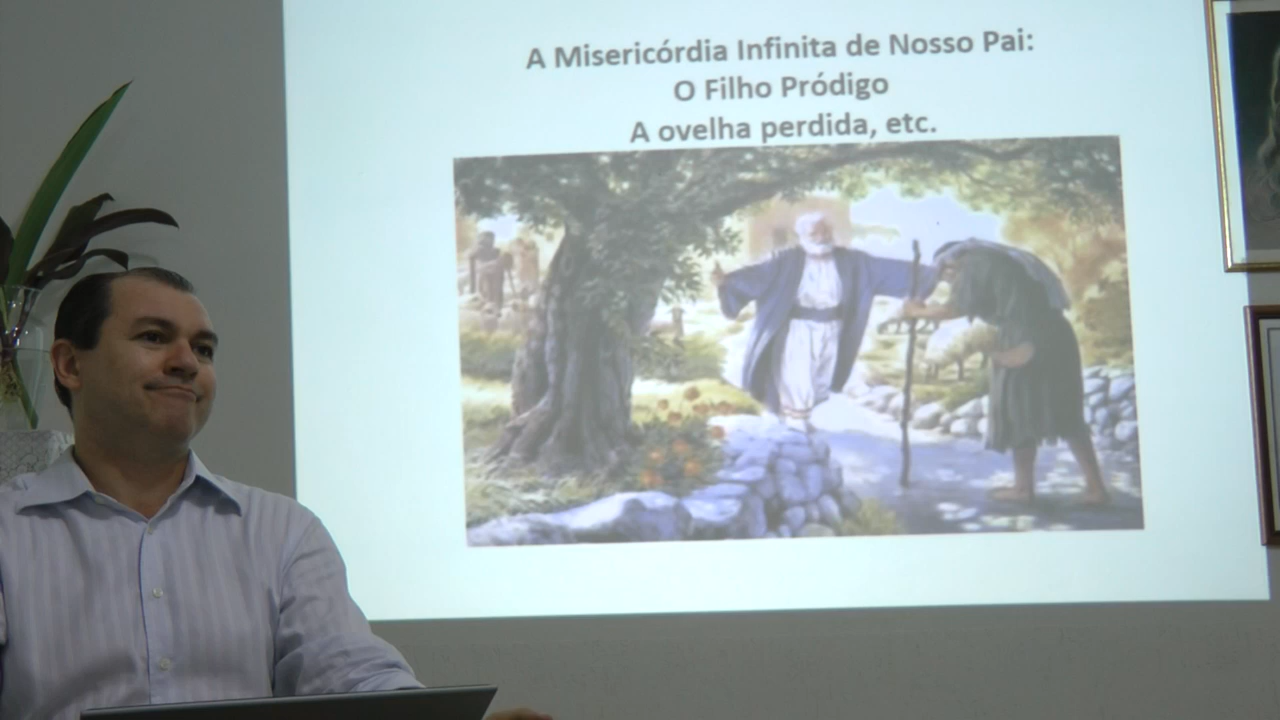 A Misericórdia Infinita de Nosso Pai:
O Filho Pródigo
A ovelha perdida, etc.